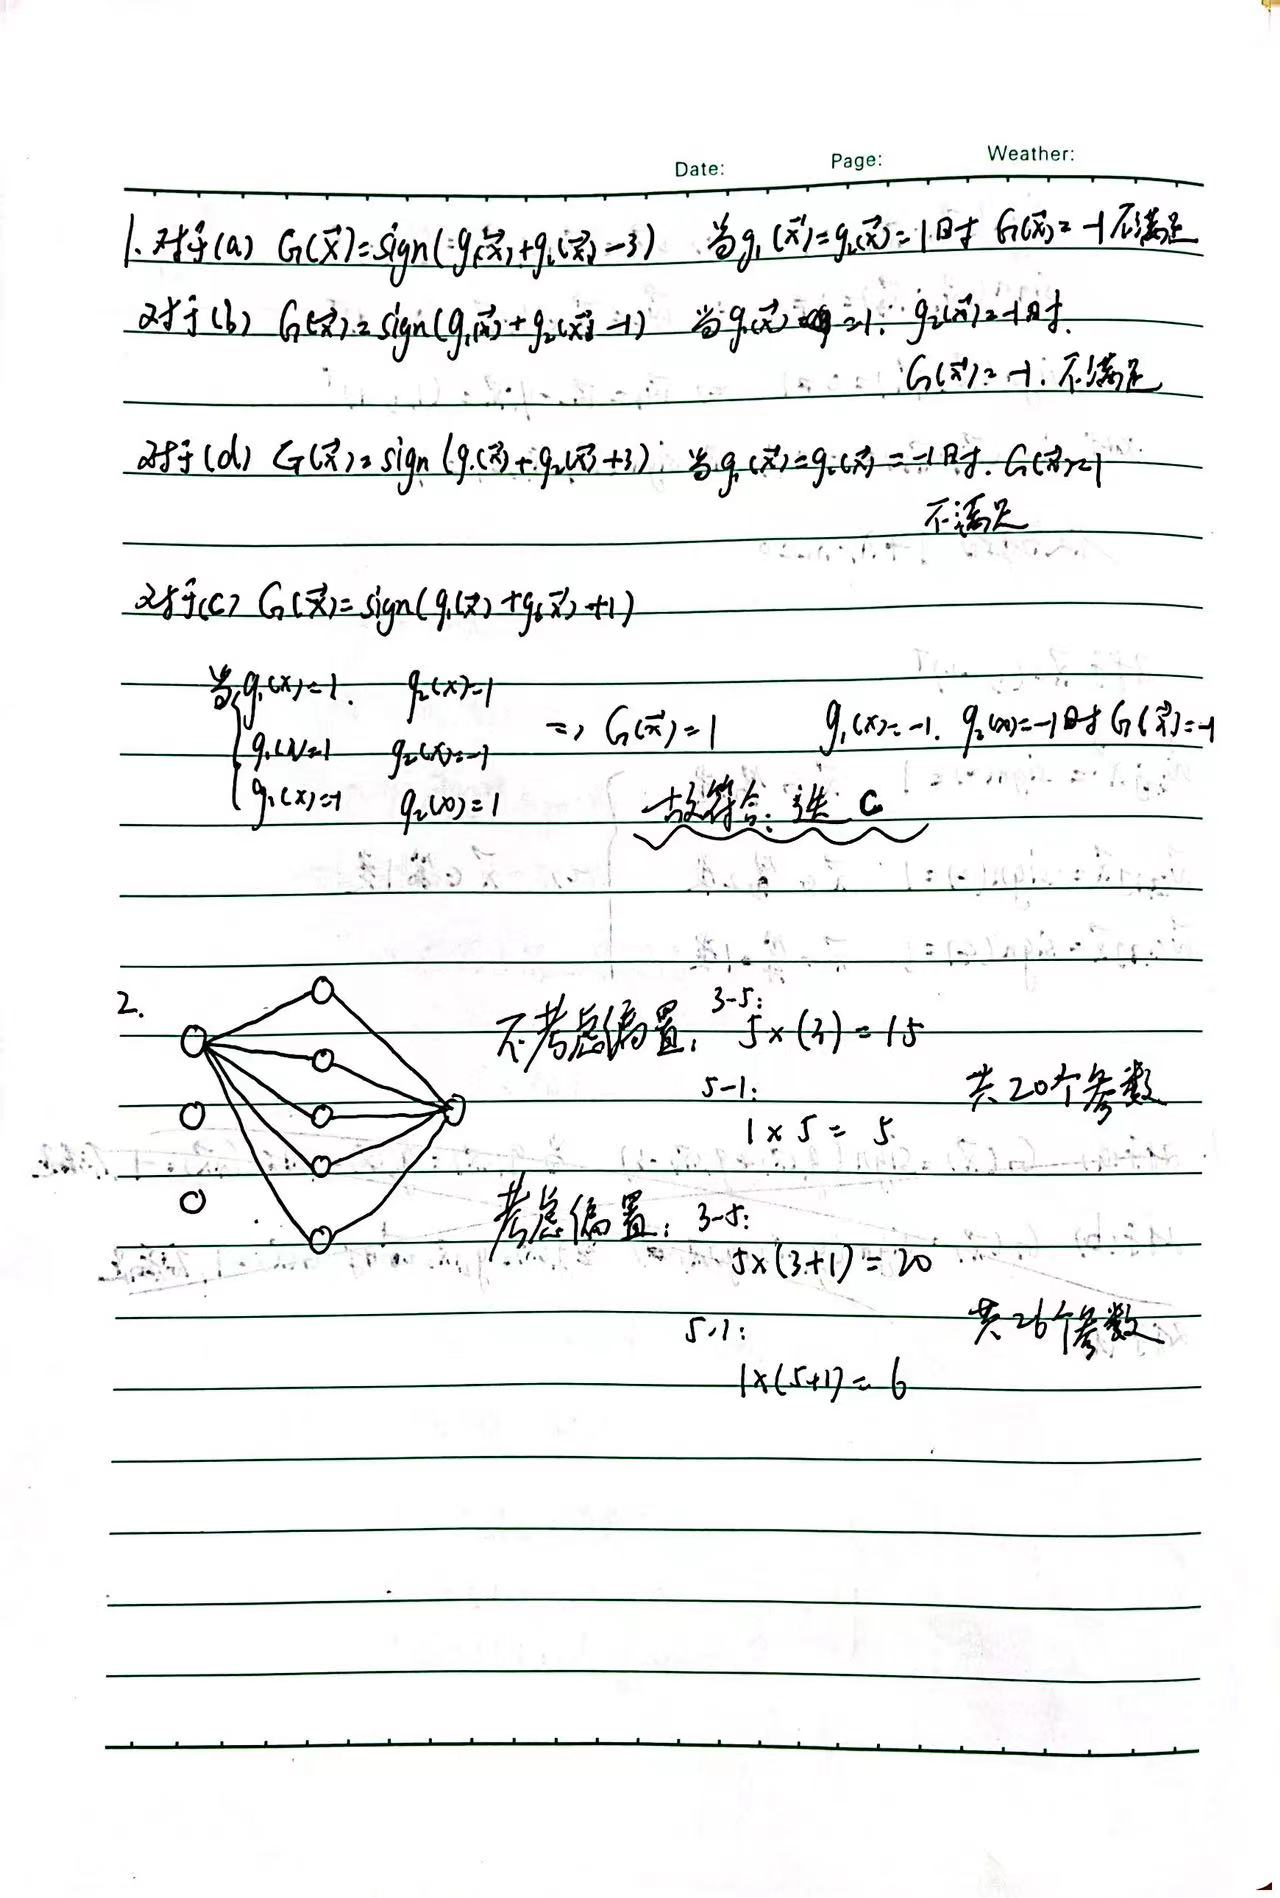 Date: Page: Weather:
1. 对于(a) G(x⃗)=sign(g₁(x⃗)+g₂(x⃗)-3) 当g₁(x⃗)=g₂(x⃗)=1时 G(x⃗)=-1不满足
对于(b) G(x⃗)=sign(g₁(x⃗)+g₂(x⃗)-1) 当g₁(x⃗)=1. g₂(x⃗)=-1时.
G(x⃗)=-1. 不满足
对于(d) G(x⃗)=sign(g₁(x⃗)+g₂(x⃗)+3) 当g₁(x⃗)=g₂(x⃗)=-1时. G(x⃗)=1
不满足
对于(c) G(x⃗)=sign(g₁(x⃗)+g₂(x⃗)+1)
当g₁(x)=1. g₂(x)=1
g₁(x)=1 g₂(x)=-1 => G(x⃗)=1 g₁(x)=-1. g₂(x)=-1时 G(x⃗)=-1
g₁(x)=-1 g₂(x)=1 故符合. 选 C
2.
不考虑偏置: 3-5: 5×(3)=15
5-1: 共20个参数
1×5=5
考虑偏置: 3-5:
5×(3+1)=20
5-1: 共26个参数
1×(5+1)=6